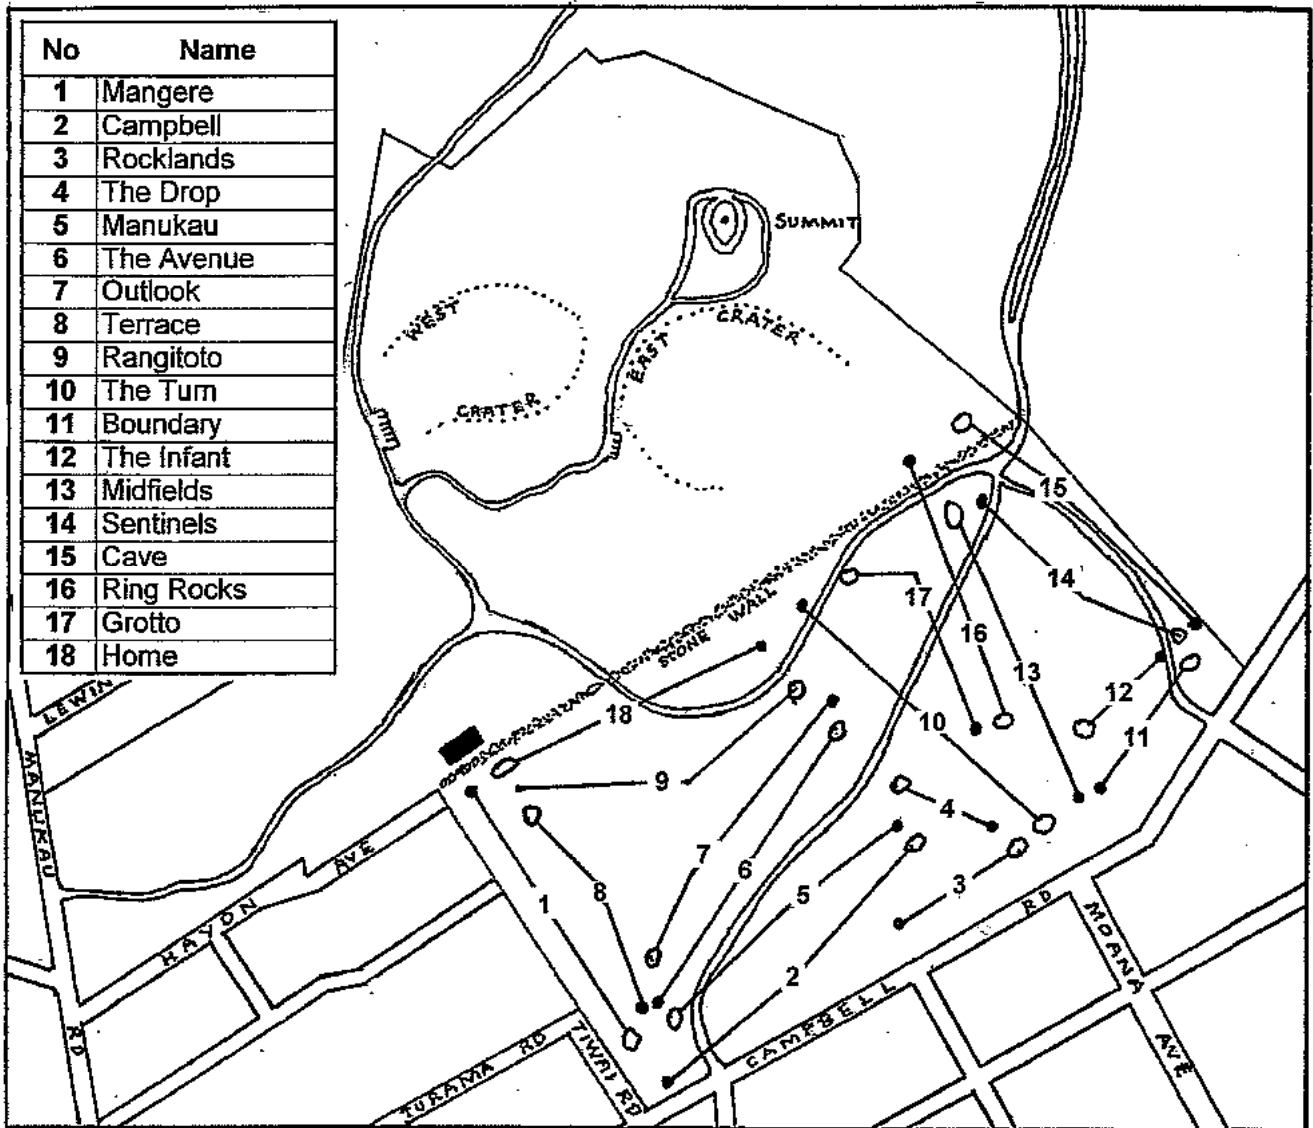 No Name
1 Mangere
2 Campbell
3 Rocklands
4 The Drop
5 Manukau
6 The Avenue
7 Outlook
8 Terrace
9 Rangitoto
10 The Turn
11 Boundary
12 The Infant
13 Midfields
14 Sentinels
15 Cave
16 Ring Rocks
17 Grotto
18 Home
SUMMIT
WEST
CRATER
EAST
CRATER
STONE WALL
15
14
17
16
13
12
11
10
18
9
4
7
6
8
5
3
1
2
LEWIN
MANUKAU
RD
HAYDN
AVE
TURAMA RD
TIWAI RD
CAMPBELL
RD
MOANA
AVE